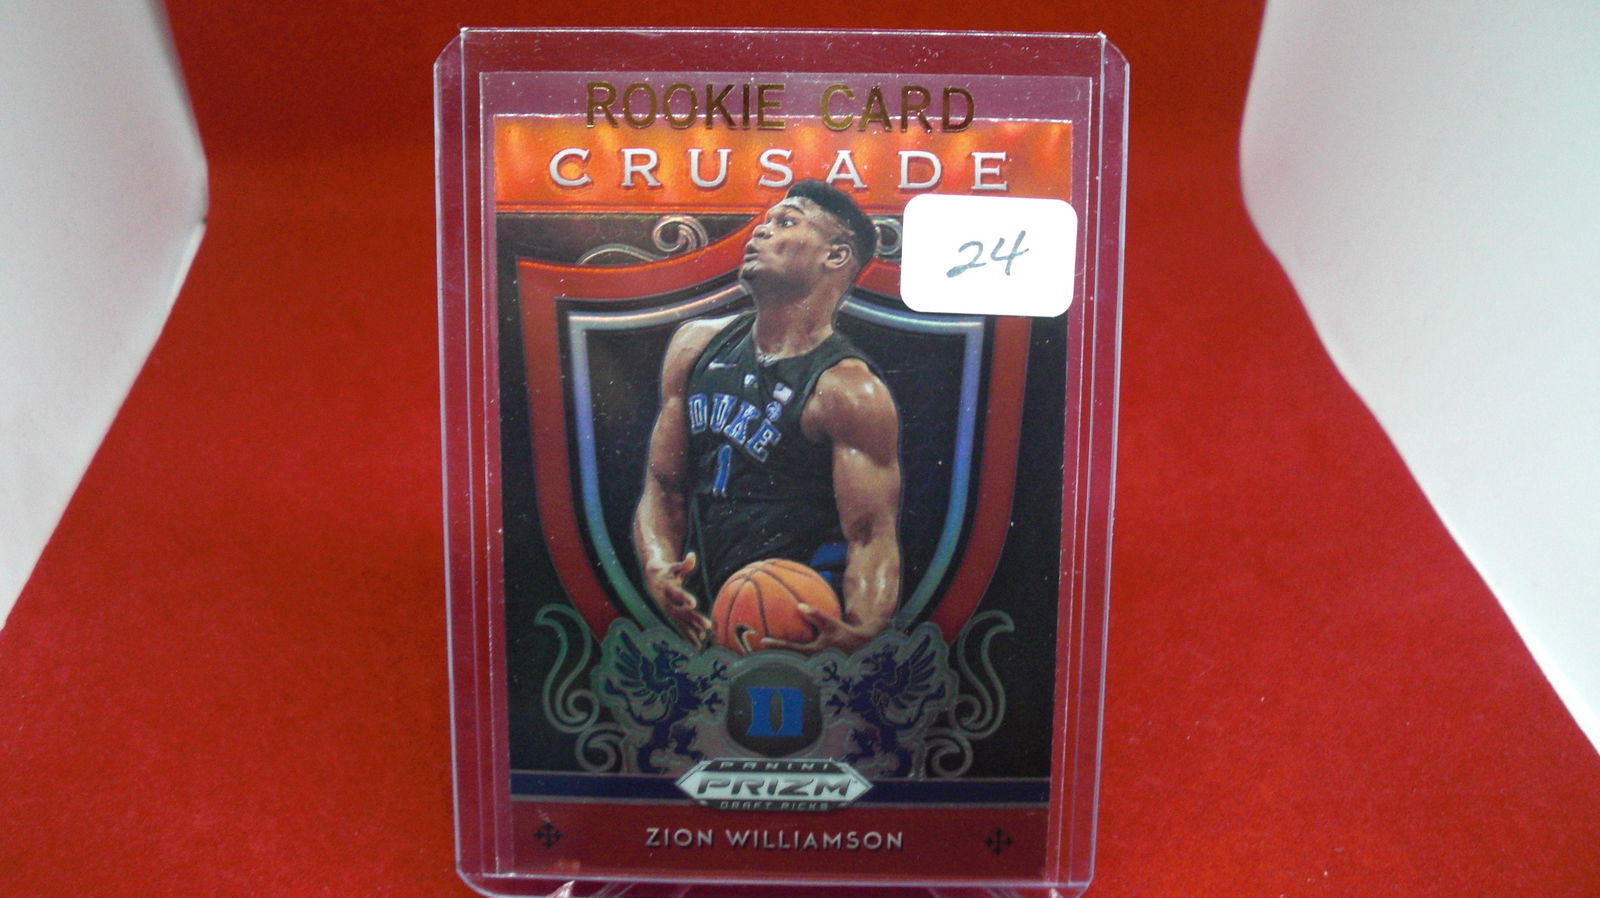 ROOKIE CARD
CRUSADE
24
DUKE
1
D
PANINI
PRIZM
DRAFT PICKS
ZION WILLIAMSON